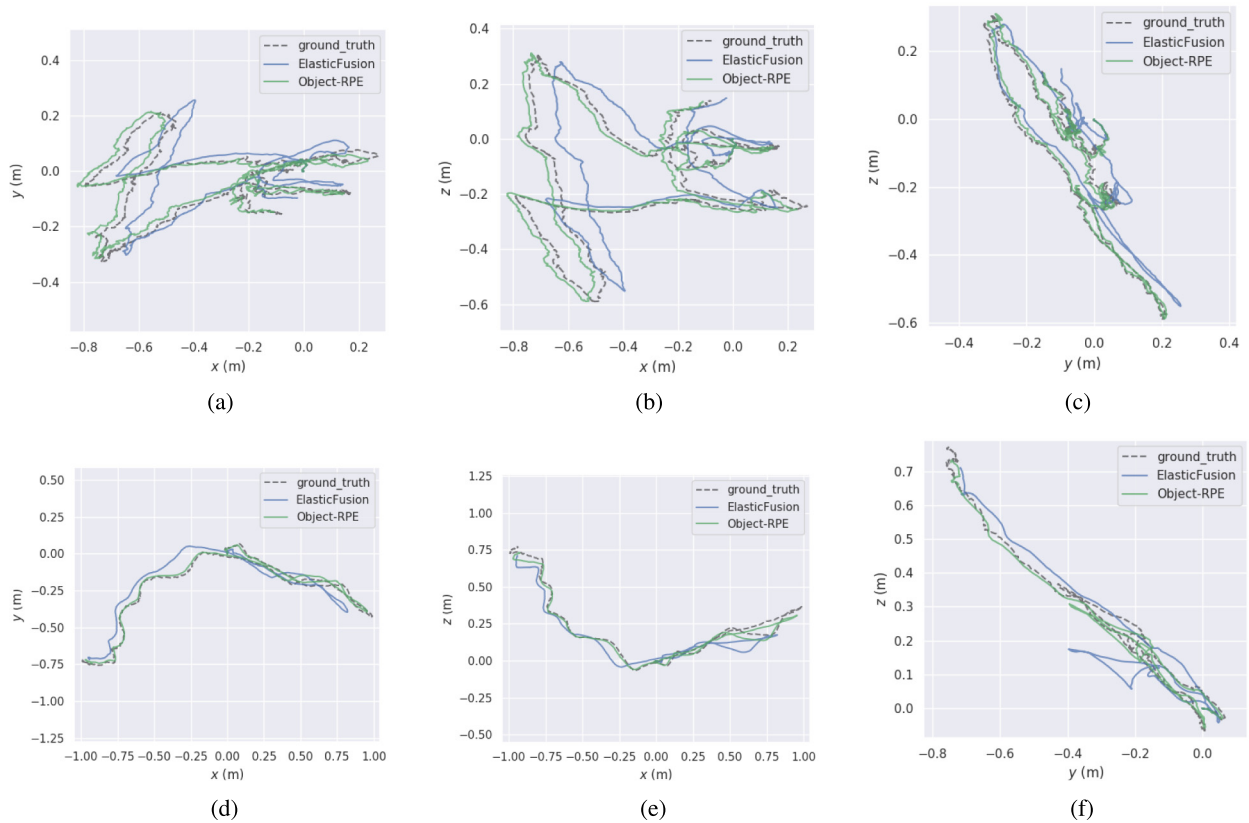 0.4
0.2
0.0
−0.2
−0.4
y (m)
−0.8 −0.6 −0.4 −0.2 0.0 0.2
x (m)
ground_truth
ElasticFusion
Object-RPE
(a)
0.4
0.2
0.0
−0.2
−0.4
−0.6
z (m)
−0.8 −0.6 −0.4 −0.2 0.0 0.2
x (m)
ground_truth
ElasticFusion
Object-RPE
(b)
0.2
0.0
−0.2
−0.4
−0.6
z (m)
−0.4 −0.2 0.0 0.2 0.4
y (m)
ground_truth
ElasticFusion
Object-RPE
(c)
0.50
0.25
0.00
−0.25
−0.50
−0.75
−1.00
−1.25
y (m)
−1.00 −0.75 −0.50 −0.25 0.00 0.25 0.50 0.75 1.00
x (m)
ground_truth
ElasticFusion
Object-RPE
(d)
1.25
1.00
0.75
0.50
0.25
0.00
−0.25
−0.50
z (m)
−1.00 −0.75 −0.50 −0.25 0.00 0.25 0.50 0.75 1.00
x (m)
ground_truth
ElasticFusion
Object-RPE
(e)
0.7
0.6
0.5
0.4
0.3
0.2
0.1
0.0
z (m)
−0.8 −0.6 −0.4 −0.2 0.0
y (m)
ground_truth
ElasticFusion
Object-RPE
(f)